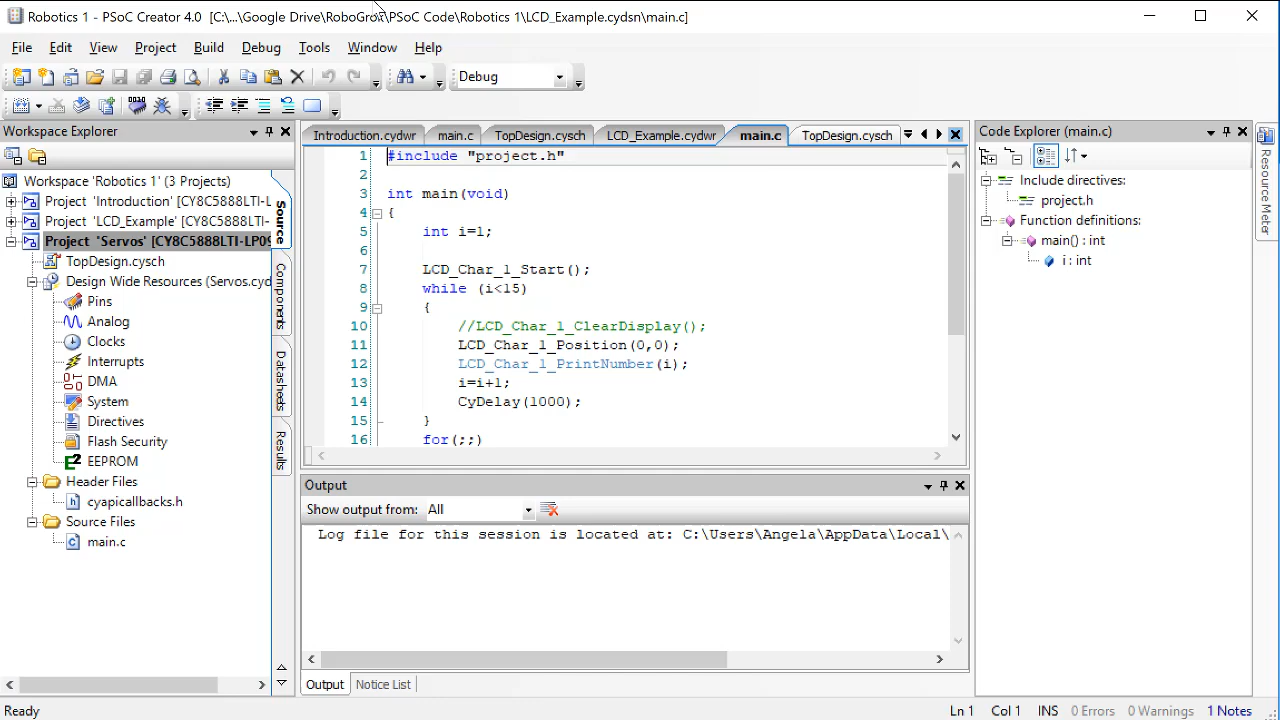 Robotics 1 - PSoC Creator 4.0 [C:\...\Google Drive\RoboGrok\PSoC Code\Robotics 1\LCD_Example.cydsn\main.c]
File Edit View Project Build Debug Tools Window Help
Debug
Workspace Explorer
Workspace 'Robotics 1' (3 Projects)
Project 'Introduction' [CY8C5888LTI-L
Project 'LCD_Example' [CY8C5888LTI-
Project 'Servos' [CY8C5888LTI-LP09
TopDesign.cysch
Design Wide Resources (Servos.cyd
Pins
Analog
Clocks
Interrupts
DMA
System
Directives
Flash Security
EEPROM
Header Files
cyapicallbacks.h
Source Files
main.c
Source
Components
Datasheets
Results
Introduction.cydwr main.c TopDesign.cysch LCD_Example.cydwr main.c TopDesign.cysch
1 #include "project.h"
2
3 int main(void)
4 {
5 int i=1;
6
7 LCD_Char_1_Start();
8 while (i<15)
9 {
10 //LCD_Char_1_ClearDisplay();
11 LCD_Char_1_Position(0,0);
12 LCD_Char_1_PrintNumber(i);
13 i=i+1;
14 CyDelay(1000);
15 }
16 for(;;)
Output
Show output from: All
Log file for this session is located at: C:\Users\Angela\AppData\Local\
Output Notice List
Code Explorer (main.c)
Include directives:
project.h
Function definitions:
main() : int
i : int
Resource Meter
Ready Ln 1 Col 1 INS 0 Errors 0 Warnings 1 Notes